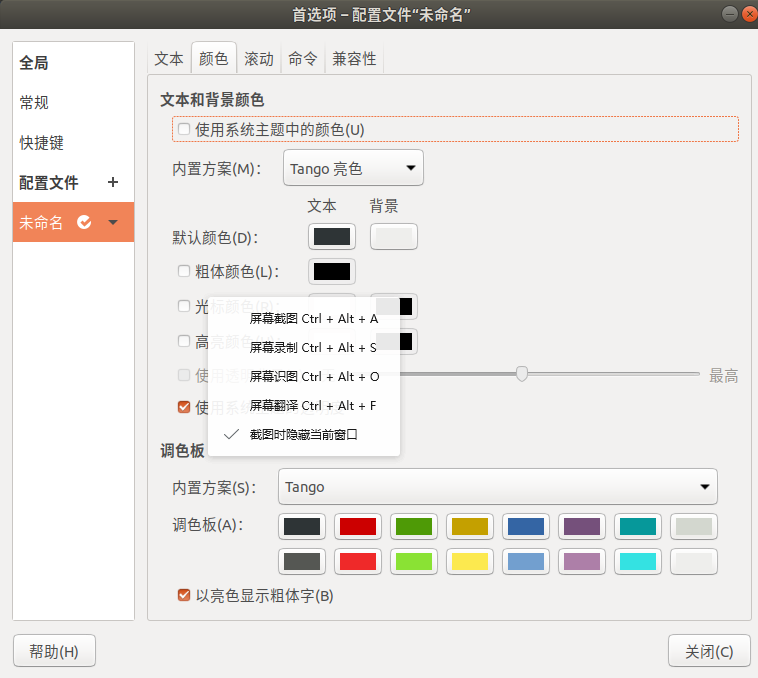 首选项 – 配置文件“未命名”
全局
常规
快捷键
配置文件 +
未命名
文本 颜色 滚动 命令 兼容性
文本和背景颜色
使用系统主题中的颜色(U)
内置方案(M)： Tango 亮色
文本 背景
默认颜色(D)：
粗体颜色(L)：
光标颜色(R)：
高亮颜色
使用透明
使用系统
最高
屏幕截图 Ctrl + Alt + A
屏幕录制 Ctrl + Alt + S
屏幕识图 Ctrl + Alt + O
屏幕翻译 Ctrl + Alt + F
截图时隐藏当前窗口
调色板
内置方案(S)： Tango
调色板(A)：
以亮色显示粗体字(B)
帮助(H) 关闭(C)